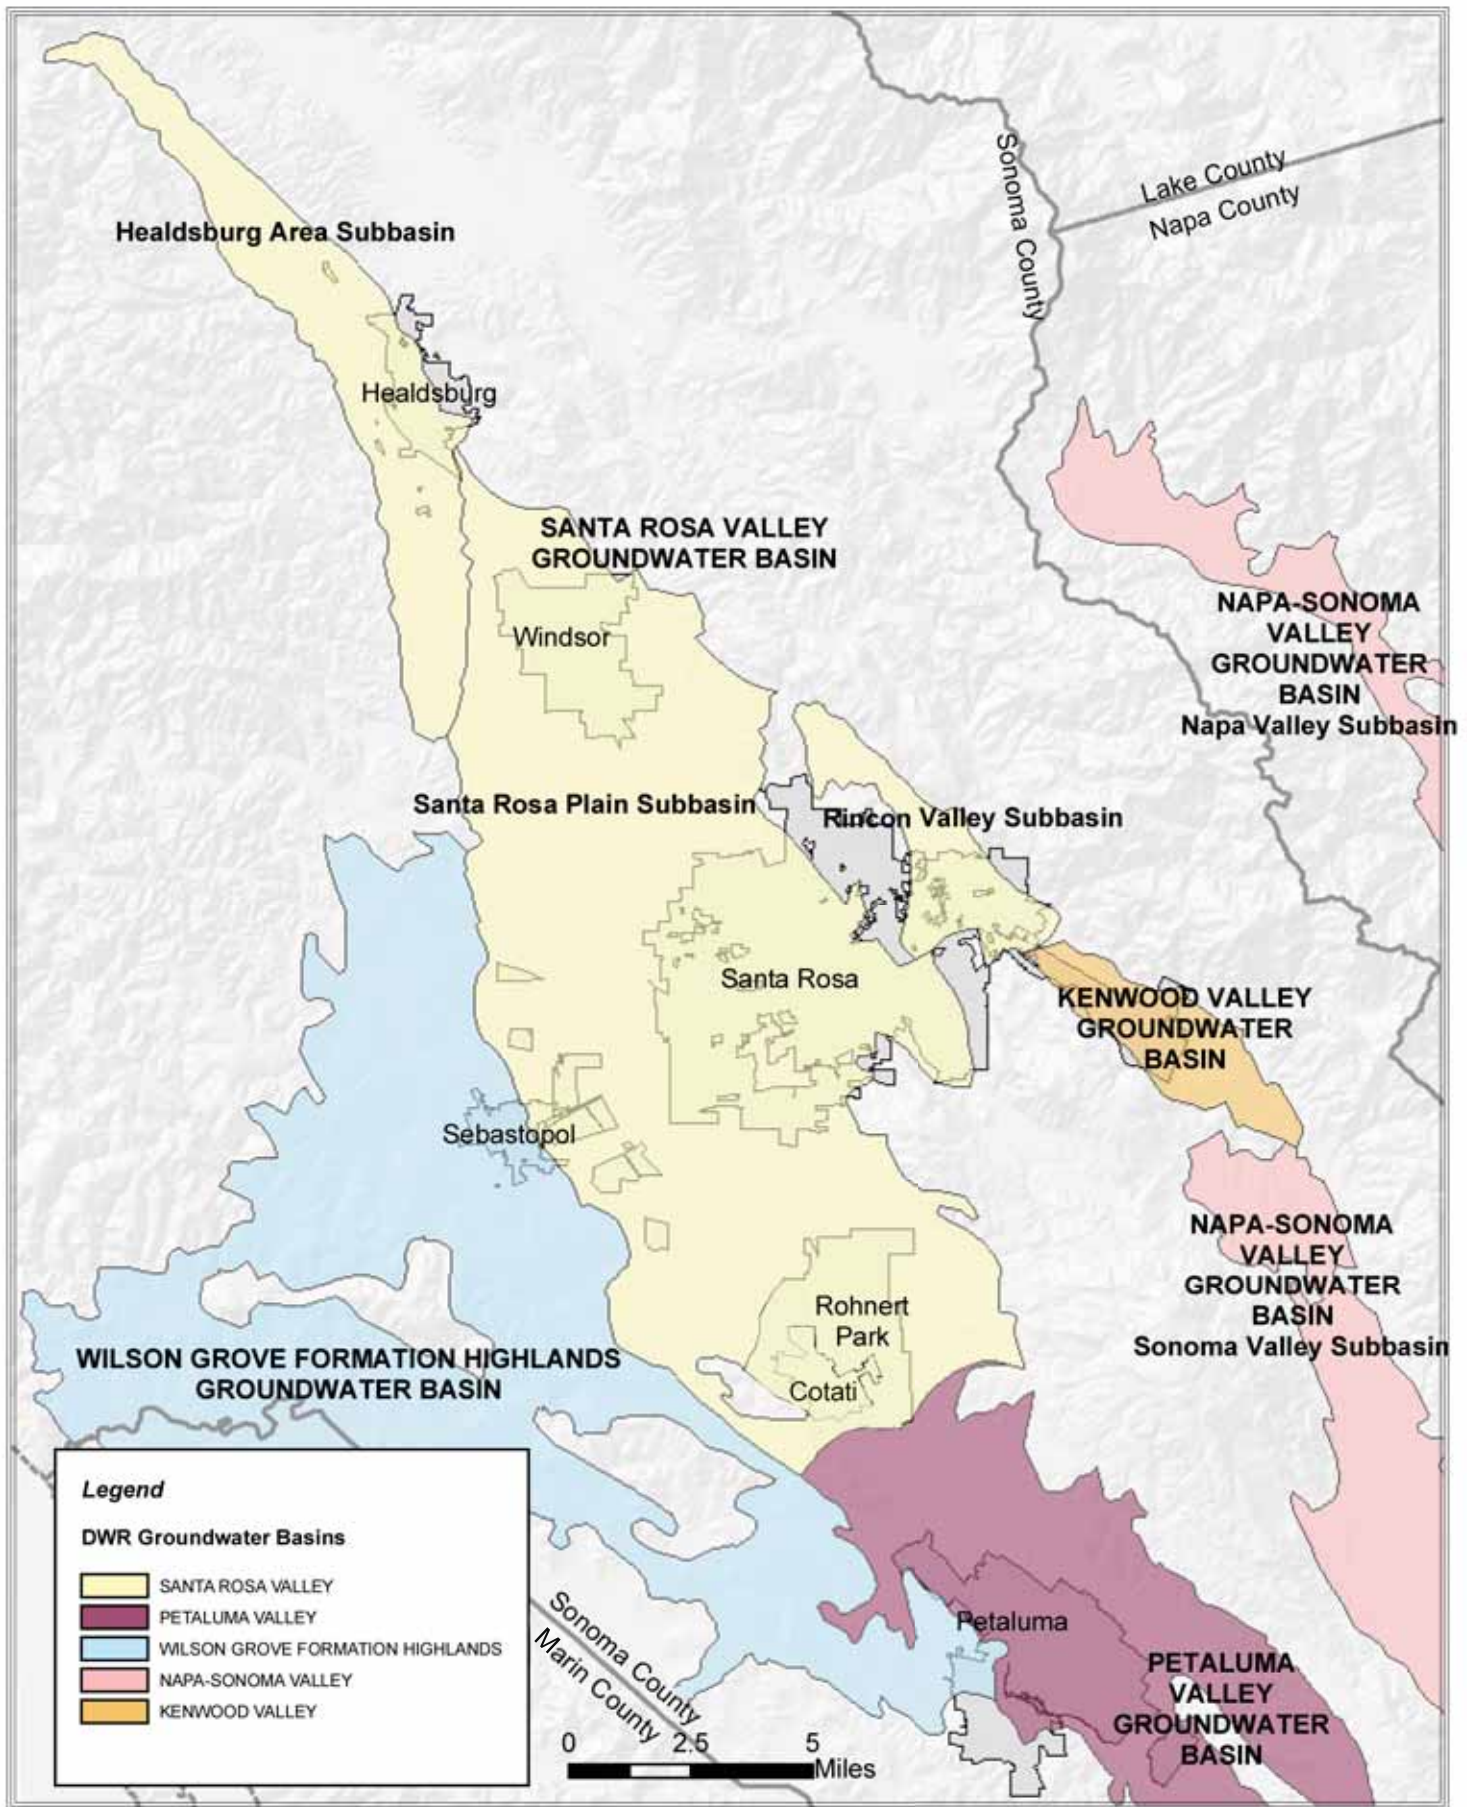 Sonoma County
Lake County
Napa County
Healdsburg Area Subbasin
Healdsburg
SANTA ROSA VALLEY
GROUNDWATER BASIN
Windsor
NAPA-SONOMA
VALLEY
GROUNDWATER
BASIN
Napa Valley Subbasin
Santa Rosa Plain Subbasin
Rincon Valley Subbasin
Santa Rosa
KENWOOD VALLEY
GROUNDWATER
BASIN
Sebastopol
NAPA-SONOMA
VALLEY
GROUNDWATER
BASIN
Sonoma Valley Subbasin
Rohnert
Park
Cotati
WILSON GROVE FORMATION HIGHLANDS
GROUNDWATER BASIN
Legend
DWR Groundwater Basins
SANTA ROSA VALLEY
PETALUMA VALLEY
WILSON GROVE FORMATION HIGHLANDS
NAPA-SONOMA VALLEY
KENWOOD VALLEY
Sonoma County
Marin County
Petaluma
PETALUMA
VALLEY
GROUNDWATER
BASIN
0 2.5 5
Miles